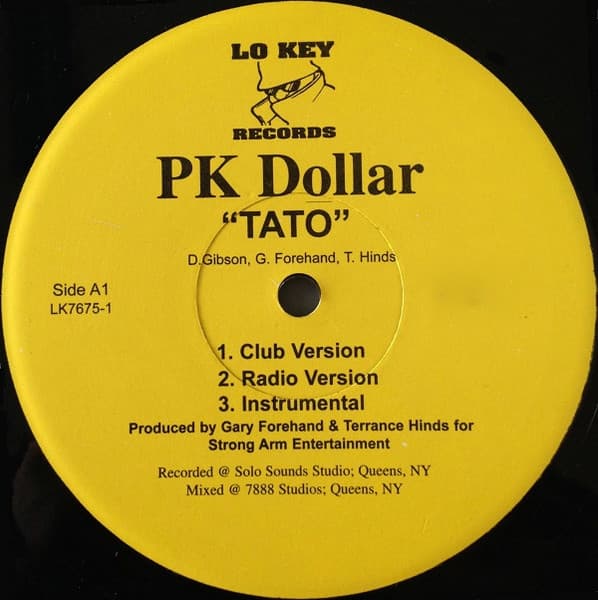 LO KEY
RECORDS
PK Dollar
“TATO”
D.Gibson, G. Forehand, T. Hinds
Side A1
LK7675-1
1. Club Version
2. Radio Version
3. Instrumental
Produced by Gary Forehand & Terrance Hinds for
Strong Arm Entertainment
Recorded @ Solo Sounds Studio; Queens, NY
Mixed @ 7888 Studios; Queens, NY